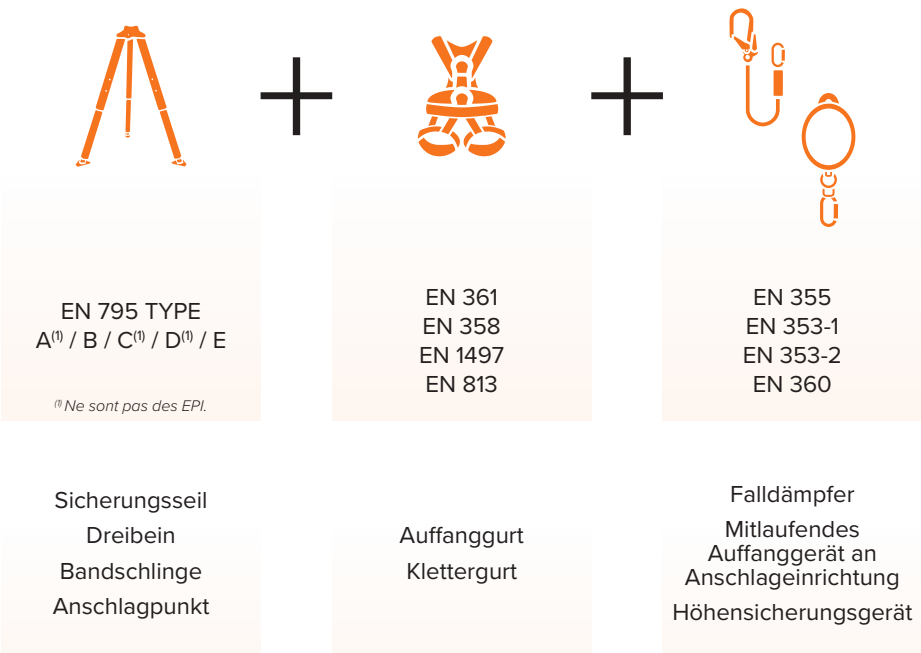 EN 795 TYPE
A⁽¹⁾ / B / C⁽¹⁾ / D⁽¹⁾ / E
⁽¹⁾ Ne sont pas des EPI.
EN 361
EN 358
EN 1497
EN 813
EN 355
EN 353-1
EN 353-2
EN 360
Sicherungsseil
Dreibein
Bandschlinge
Anschlagpunkt
Auffanggurt
Klettergurt
Falldämpfer
Mitlaufendes
Auffanggerät an
Anschlageinrichtung
Höhensicherungsgerät